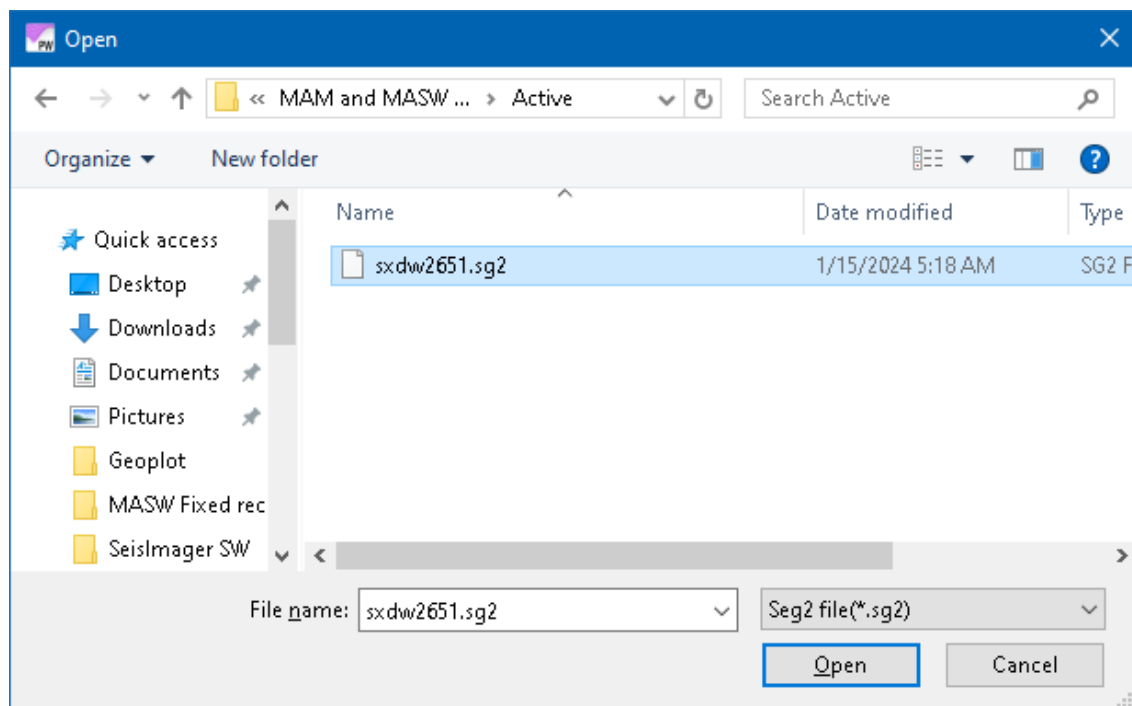 PW Open
« MAM and MASW ... › Active
Search Active
Organize New folder
?
Name Date modified Type
Quick access
sxdw2651.sg2 1/15/2024 5:18 AM SG2 F
Desktop
Downloads
Documents
Pictures
Geoplot
MASW Fixed rec
SeisImager SW
File name: sxdw2651.sg2 Seg2 file(*.sg2)
Open Cancel